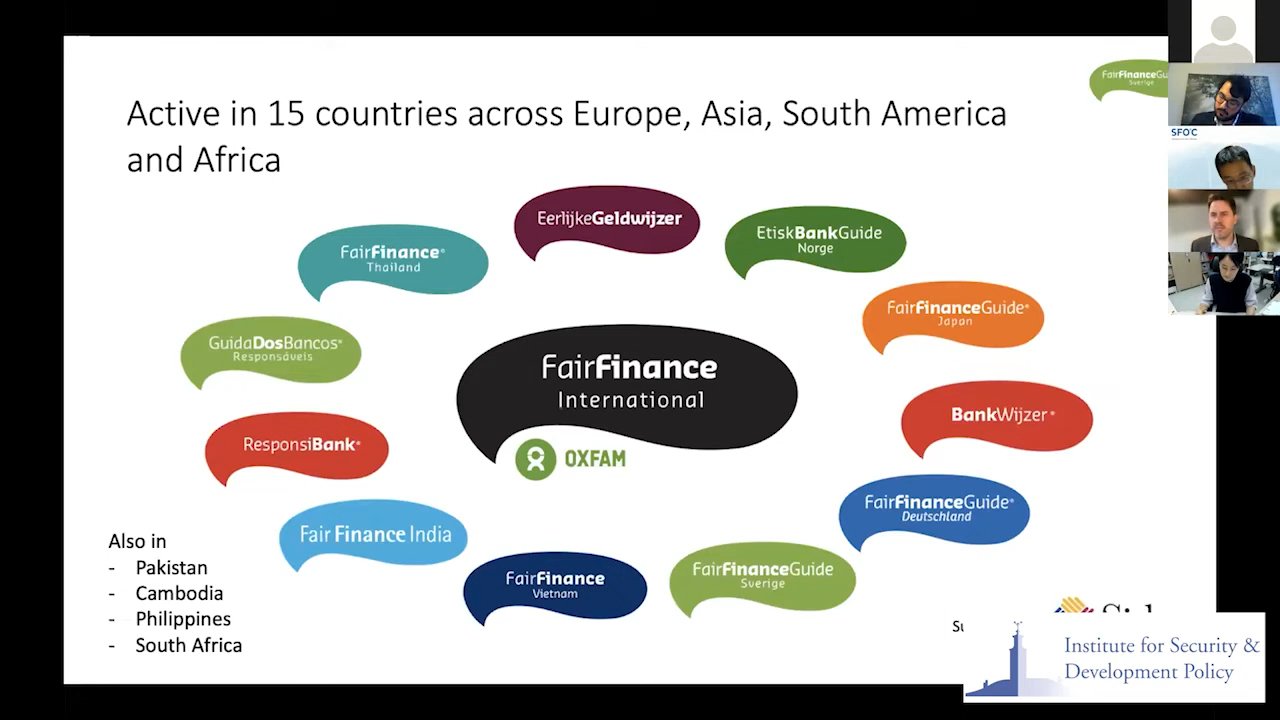 Active in 15 countries across Europe, Asia, South America
and Africa
FairFinanceGu
Sverige
SFOC
EerlijkeGeldwijzer
EtiskBankGuide
Norge
FairFinance
Thailand
FairFinanceGuide
Japan
GuidaDosBancos
Responsáveis
FairFinance
International
OXFAM
BankWijzer
ResponsiBank
FairFinanceGuide
Deutschland
Fair Finance India
FairFinance
Vietnam
FairFinanceGuide
Sverige
Also in
- Pakistan
- Cambodia
- Philippines
- South Africa
Institute for Security &
Development Policy